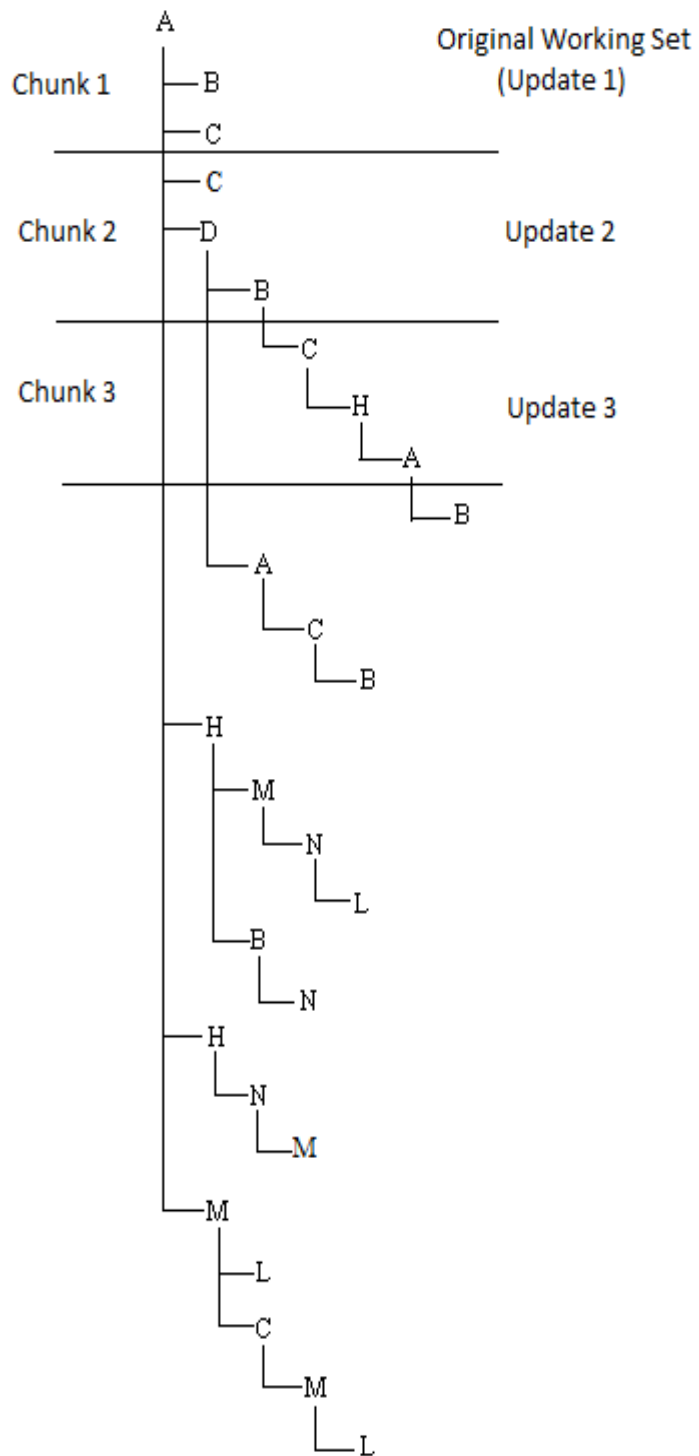 A
Original Working Set
(Update 1)
Chunk 1
B
C
C
Chunk 2
D
Update 2
B
C
Chunk 3
H
Update 3
A
B
A
C
B
H
M
N
L
B
N
H
N
M
M
L
C
M
L